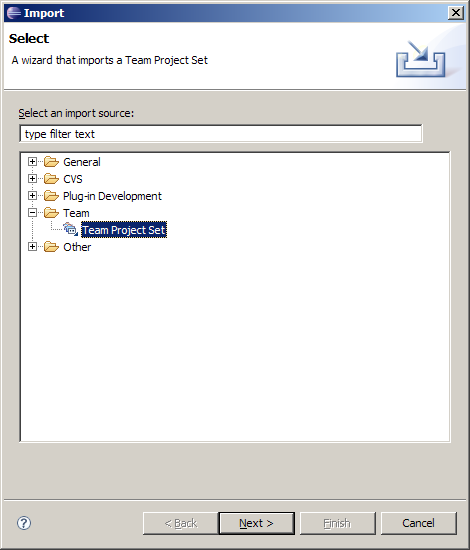 Import
Select
A wizard that imports a Team Project Set
Select an import source:
type filter text
General
CVS
Plug-in Development
Team
Team Project Set
Other
? < Back Next > Finish Cancel